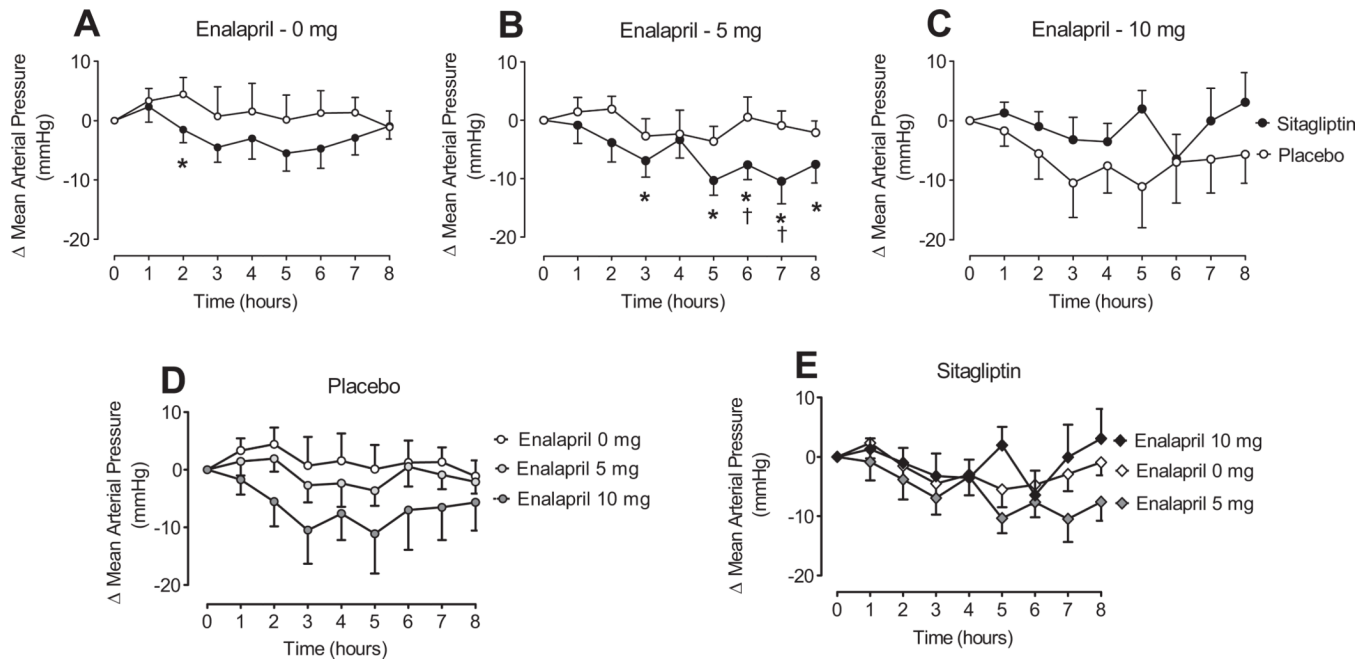 A
Enalapril - 0 mg
Δ Mean Arterial Pressure
(mmHg)
10
0
-10
-20
*
0 1 2 3 4 5 6 7 8
Time (hours)
B
Enalapril - 5 mg
Δ Mean Arterial Pressure
(mmHg)
10
0
-10
-20
* * * * *
† †
0 1 2 3 4 5 6 7 8
Time (hours)
C
Enalapril - 10 mg
Δ Mean Arterial Pressure
(mmHg)
10
0
-10
-20
0 1 2 3 4 5 6 7 8
Time (hours)
Sitagliptin
Placebo
D
Placebo
Δ Mean Arterial Pressure
(mmHg)
10
0
-10
-20
0 1 2 3 4 5 6 7 8
Time (hours)
Enalapril 0 mg
Enalapril 5 mg
Enalapril 10 mg
E
Sitagliptin
Δ Mean Arterial Pressure
(mmHg)
10
0
-10
-20
0 1 2 3 4 5 6 7 8
Time (hours)
Enalapril 10 mg
Enalapril 0 mg
Enalapril 5 mg